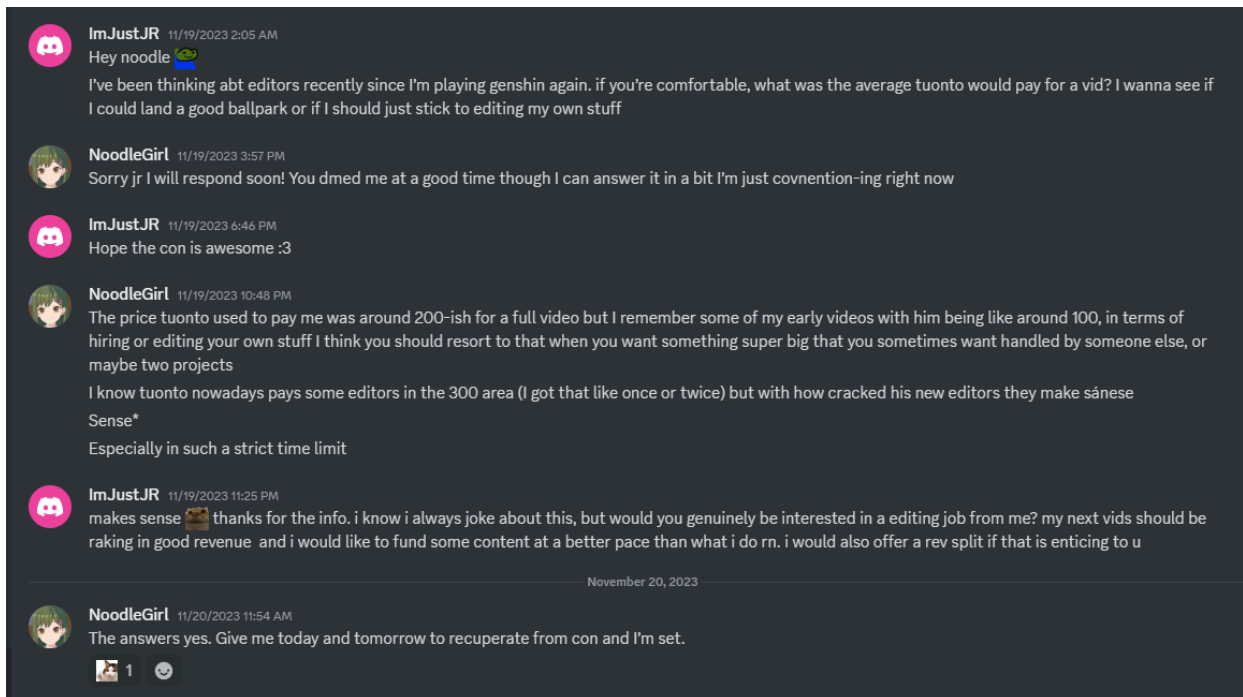 ImJustJR 11/19/2023 2:05 AM
Hey noodle
I've been thinking abt editors recently since I'm playing genshin again. if you're comfortable, what was the average tuonto would pay for a vid? I wanna see if
I could land a good ballpark or if I should just stick to editing my own stuff
NoodleGirl 11/19/2023 3:57 PM
Sorry jr I will respond soon! You dmed me at a good time though I can answer it in a bit I'm just covnention-ing right now
ImJustJR 11/19/2023 6:46 PM
Hope the con is awesome :3
NoodleGirl 11/19/2023 10:48 PM
The price tuonto used to pay me was around 200-ish for a full video but I remember some of my early videos with him being like around 100, in terms of
hiring or editing your own stuff I think you should resort to that when you want something super big that you sometimes want handled by someone else, or
maybe two projects
I know tuonto nowadays pays some editors in the 300 area (I got that like once or twice) but with how cracked his new editors they make sánese
Sense*
Especially in such a strict time limit
ImJustJR 11/19/2023 11:25 PM
makes sense thanks for the info. i know i always joke about this, but would you genuinely be interested in a editing job from me? my next vids should be
raking in good revenue and i would like to fund some content at a better pace than what i do rn. i would also offer a rev split if that is enticing to u
November 20, 2023
NoodleGirl 11/20/2023 11:54 AM
The answers yes. Give me today and tomorrow to recuperate from con and I'm set.
1